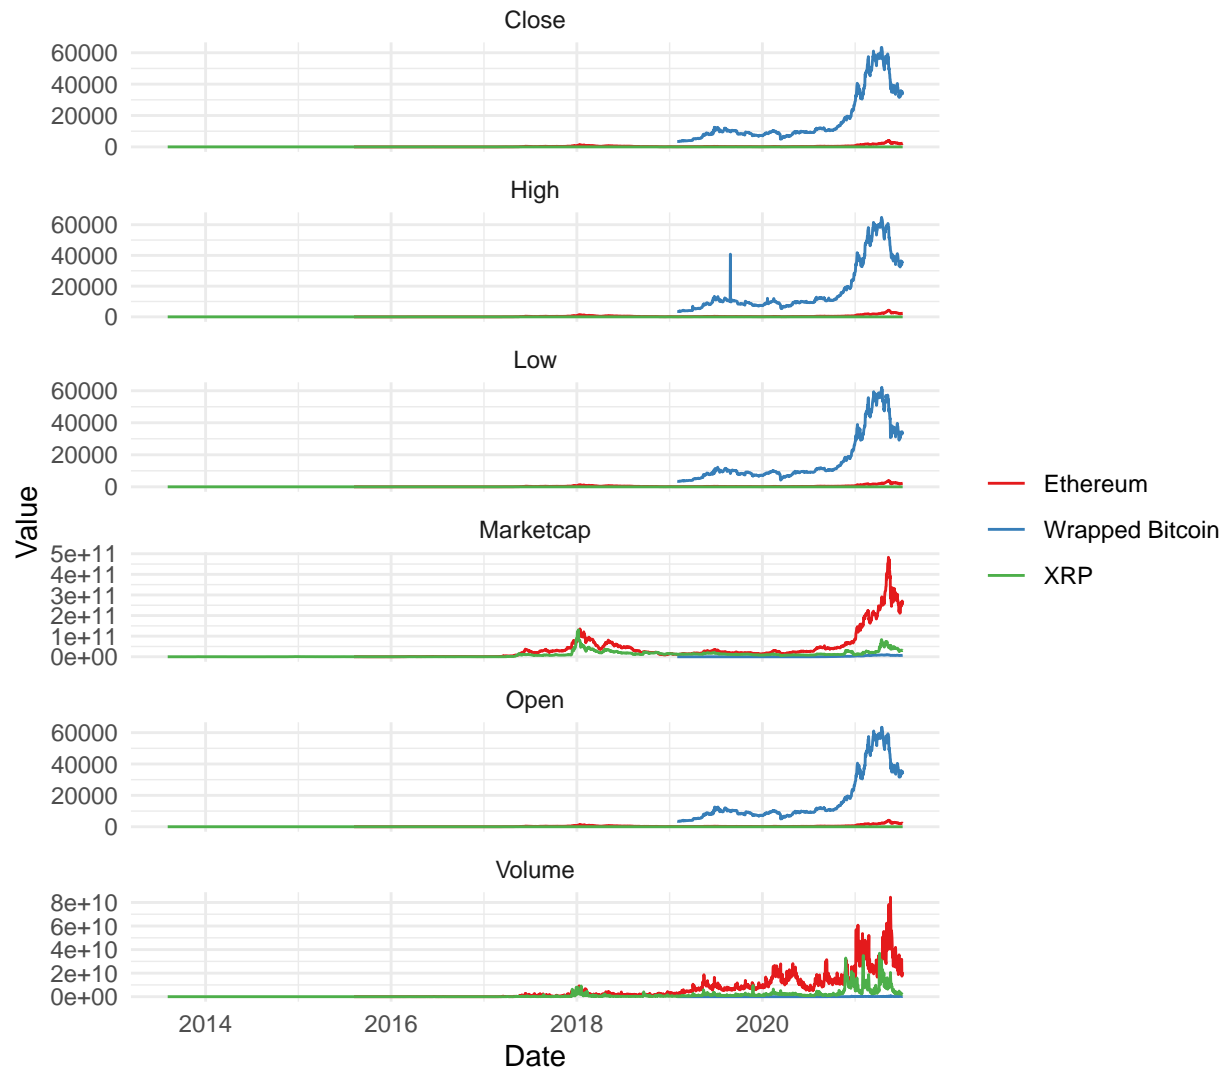 Close
60000
40000
20000
0
High
60000
40000
20000
0
Low
60000
40000
20000
0
Marketcap
5e+11
4e+11
3e+11
2e+11
1e+11
0e+00
Open
60000
40000
20000
0
Volume
8e+10
6e+10
4e+10
2e+10
0e+00
2014 2016 2018 2020
Date
Value
Ethereum
Wrapped Bitcoin
XRP